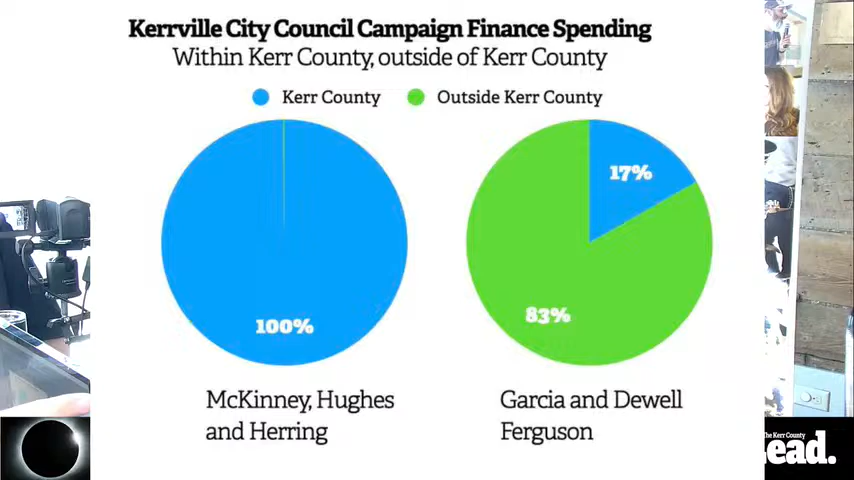 Kerrville City Council Campaign Finance Spending
Within Kerr County, outside of Kerr County
Kerr County
Outside Kerr County
17%
100%
83%
McKinney, Hughes
and Herring
Garcia and Dewell
Ferguson
The Kerr County
ead.